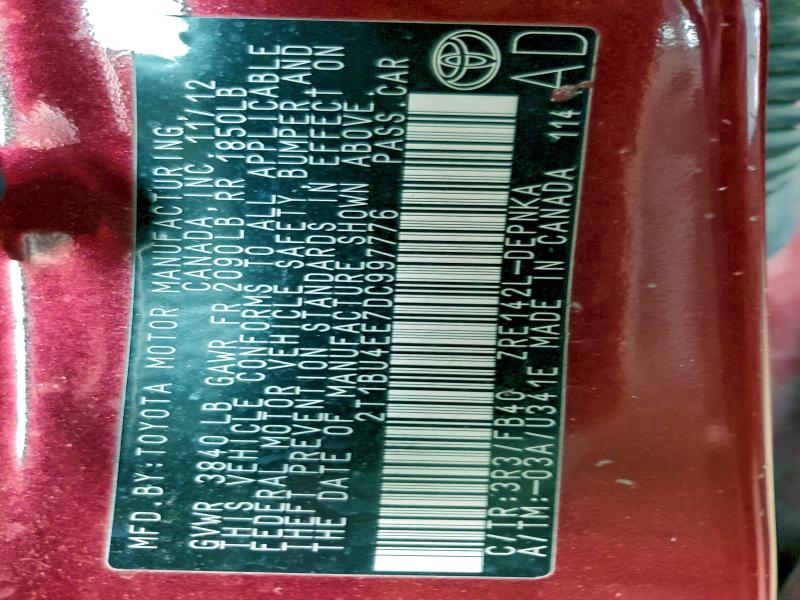 MFD.BY:TOYOTA MOTOR MANUFACTURING,
CANADA, INC. 11/12
GVWR 3840LB GAWR FR 2090LB, RR 1850LB
THIS VEHICLE CONFORMS TO ALL APPLICABLE
FEDERAL MOTOR VEHICLE SAFETY, BUMPER, AND
THEFT PREVENTION STANDARDS IN EFFECT ON
THE DATE OF MANUFACTURE SHOWN ABOVE.
2T1BU4EE7DC997776 PASS.CAR
C/TR:3R3/FB40 ZRE142L-DEPNKA
A/TM:-03A/U341E MADE IN CANADA 114 AD